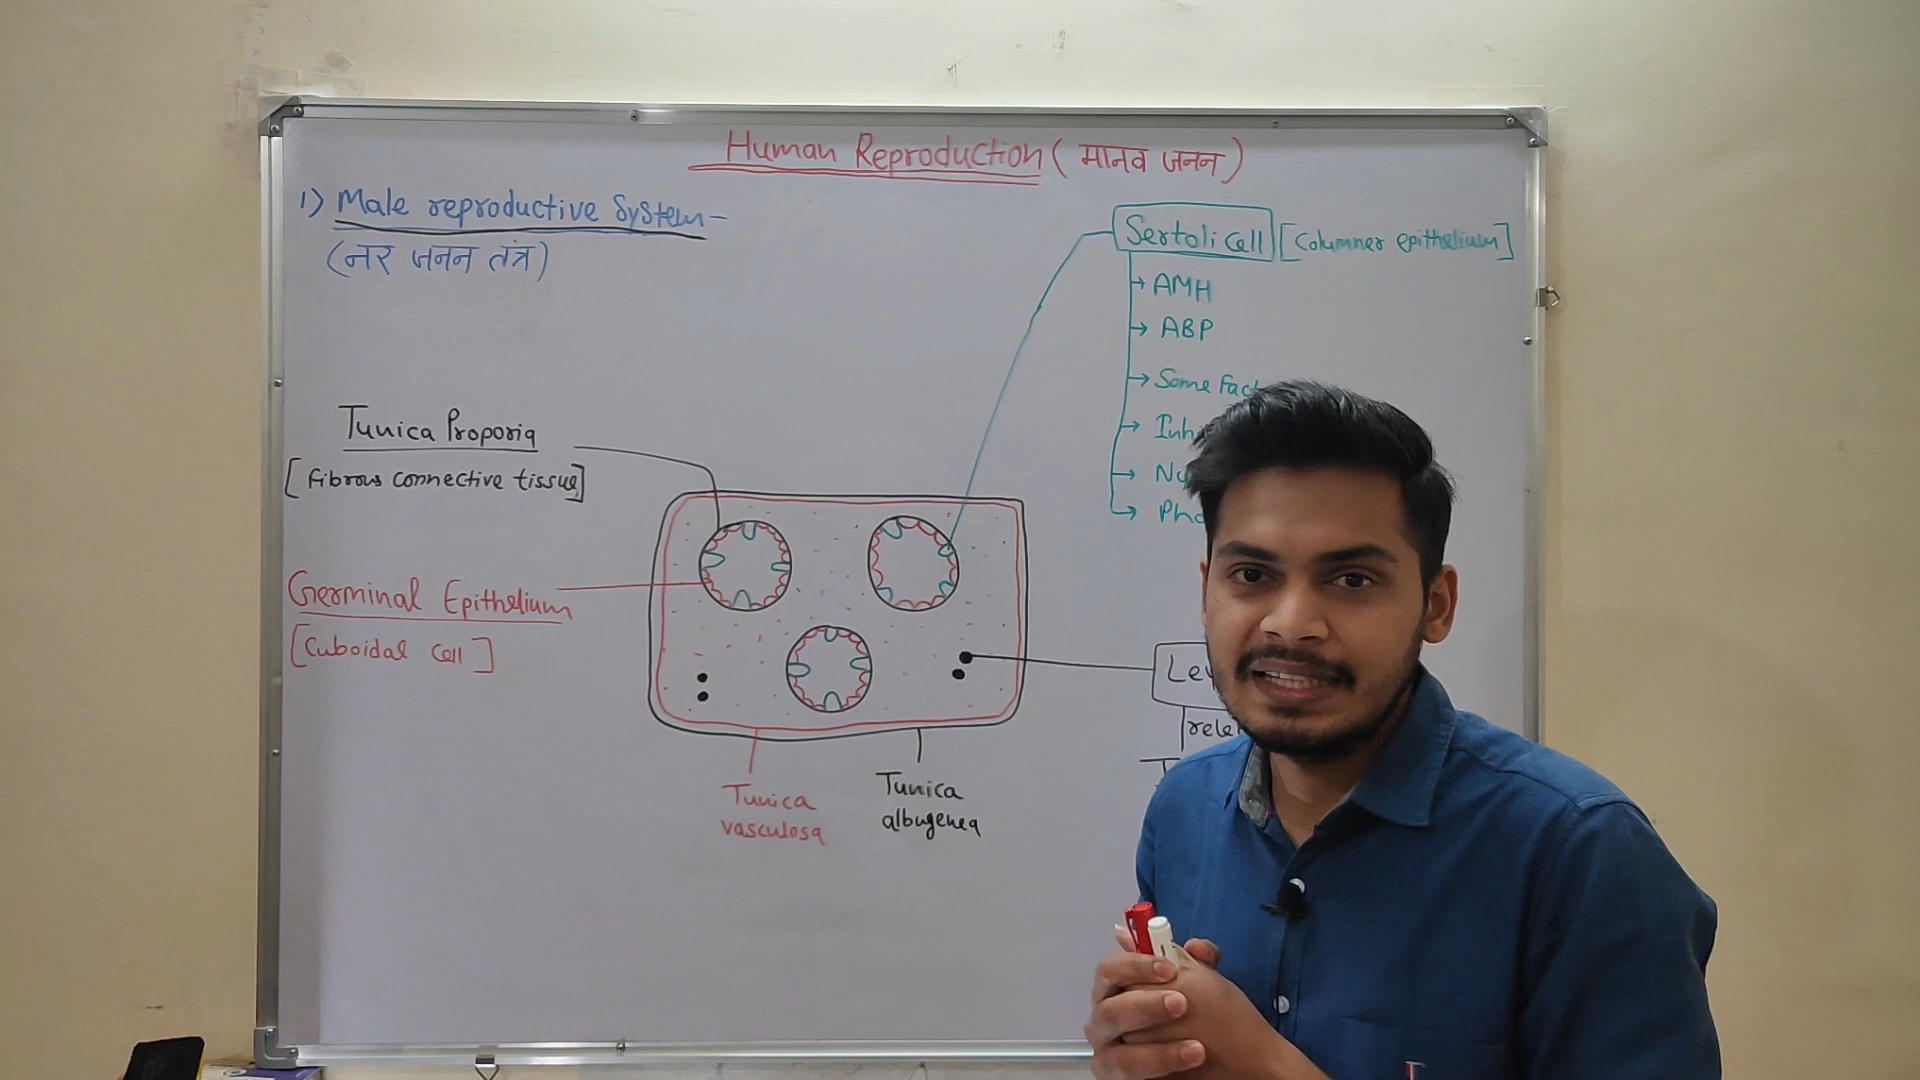 Human Reproduction ( मानव जनन )
1) Male reproductive System-
(नर जनन तंत्र)
Sertoli cell [Columner epithelium]
AMH
ABP
Some
Tunica Proporia
[fibrous connective tissue]
Germinal Epithelium
[Cuboidal Cell]
Tunica
vasculosa
Tunica
albugenea